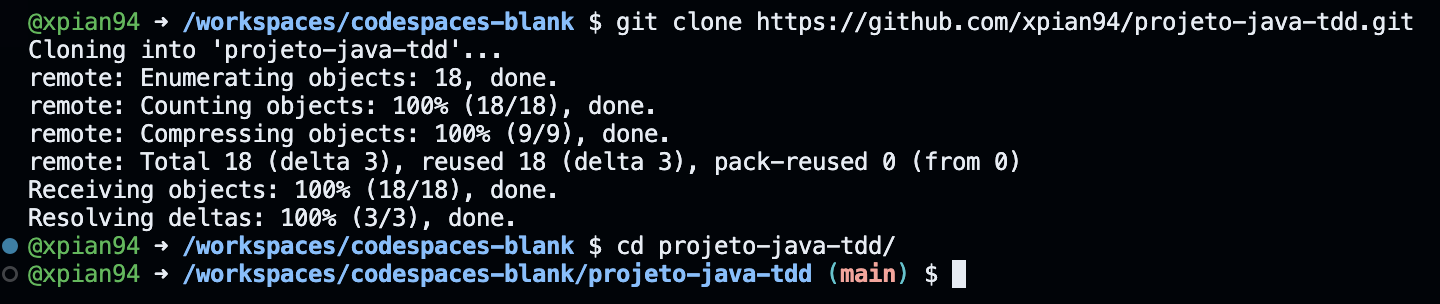 @xpian94 ➜ /workspaces/codespaces-blank $ git clone https://github.com/xpian94/projeto-java-tdd.git
Cloning into 'projeto-java-tdd'...
remote: Enumerating objects: 18, done.
remote: Counting objects: 100% (18/18), done.
remote: Compressing objects: 100% (9/9), done.
remote: Total 18 (delta 3), reused 18 (delta 3), pack-reused 0 (from 0)
Receiving objects: 100% (18/18), done.
Resolving deltas: 100% (3/3), done.
@xpian94 ➜ /workspaces/codespaces-blank $ cd projeto-java-tdd/
@xpian94 ➜ /workspaces/codespaces-blank/projeto-java-tdd (main) $